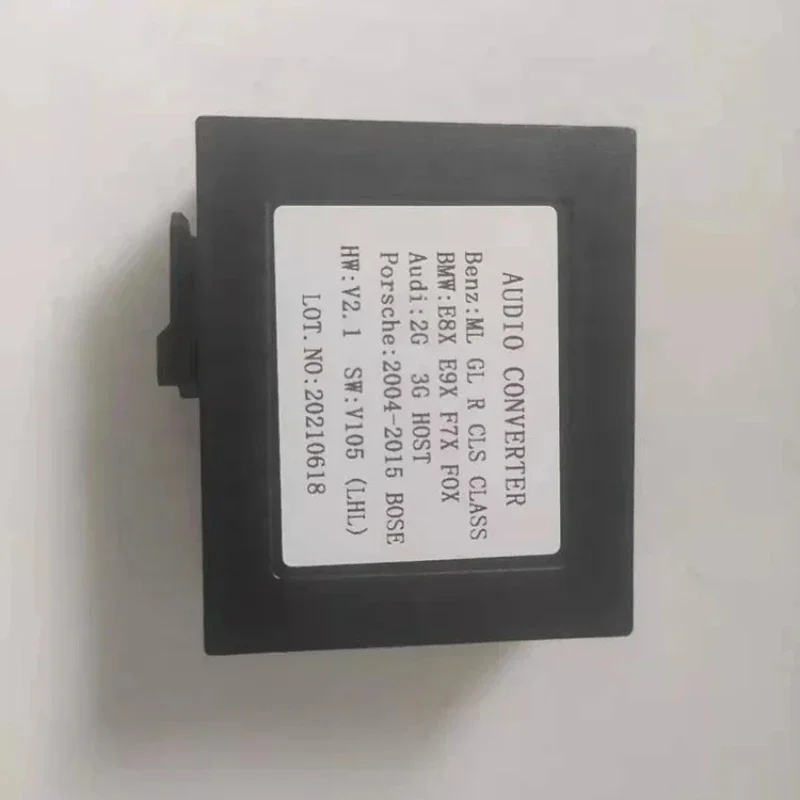 AUDIO CONVERTER
Benz:ML GL R CLS CLASS
BMW:E8X E9X F7X F0X
Audi:2G 3G HOST
Porsche:2004-2015 BOSE
HW:V2.1 SW:V105 (LHL)
LOT.NO:20210618